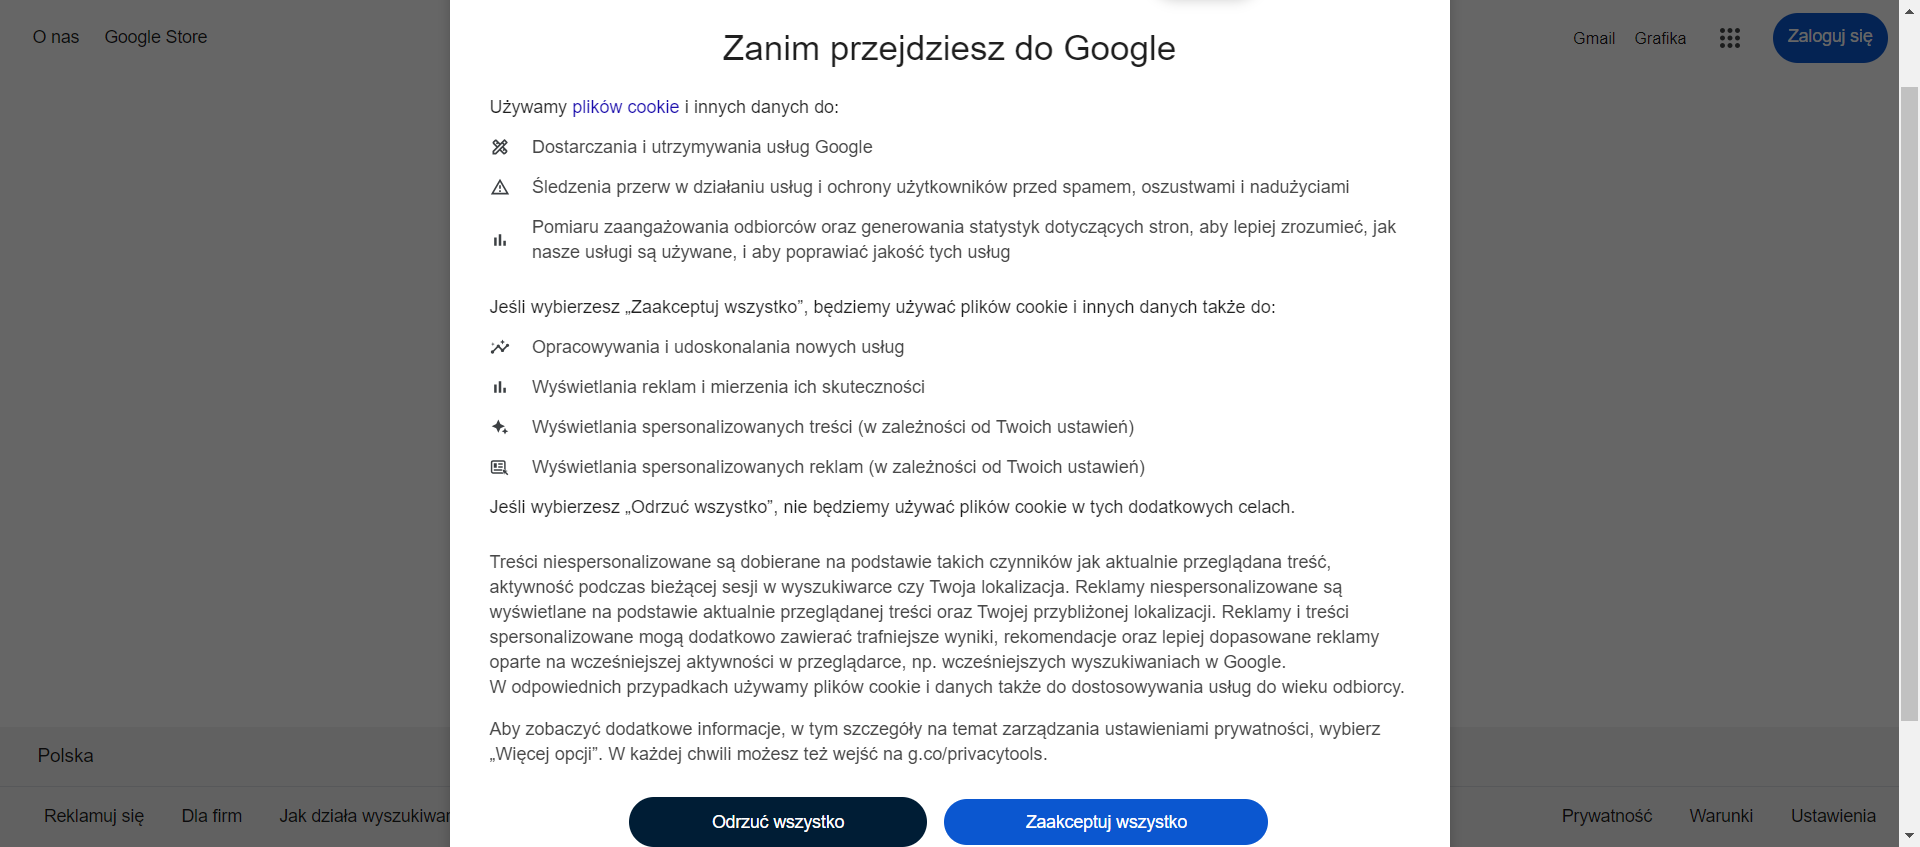 O nas Google Store
Gmail Grafika Zaloguj się
Zanim przejdziesz do Google
Używamy plików cookie i innych danych do:
Dostarczania i utrzymywania usług Google
Śledzenia przerw w działaniu usług i ochrony użytkowników przed spamem, oszustwami i nadużyciami
Pomiaru zaangażowania odbiorców oraz generowania statystyk dotyczących stron, aby lepiej zrozumieć, jak
nasze usługi są używane, i aby poprawiać jakość tych usług
Jeśli wybierzesz „Zaakceptuj wszystko”, będziemy używać plików cookie i innych danych także do:
Opracowywania i udoskonalania nowych usług
Wyświetlania reklam i mierzenia ich skuteczności
Wyświetlania spersonalizowanych treści (w zależności od Twoich ustawień)
Wyświetlania spersonalizowanych reklam (w zależności od Twoich ustawień)
Jeśli wybierzesz „Odrzuć wszystko”, nie będziemy używać plików cookie w tych dodatkowych celach.
Treści niespersonalizowane są dobierane na podstawie takich czynników jak aktualnie przeglądana treść,
aktywność podczas bieżącej sesji w wyszukiwarce czy Twoja lokalizacja. Reklamy niespersonalizowane są
wyświetlane na podstawie aktualnie przeglądanej treści oraz Twojej przybliżonej lokalizacji. Reklamy i treści
spersonalizowane mogą dodatkowo zawierać trafniejsze wyniki, rekomendacje oraz lepiej dopasowane reklamy
oparte na wcześniejszej aktywności w przeglądarce, np. wcześniejszych wyszukiwaniach w Google.
W odpowiednich przypadkach używamy plików cookie i danych także do dostosowywania usług do wieku odbiorcy.
Aby zobaczyć dodatkowe informacje, w tym szczegóły na temat zarządzania ustawieniami prywatności, wybierz
„Więcej opcji”. W każdej chwili możesz też wejść na g.co/privacytools.
Polska
Odrzuć wszystko Zaakceptuj wszystko
Reklamuj się Dla firm Jak działa wyszukiwar
Prywatność Warunki Ustawienia